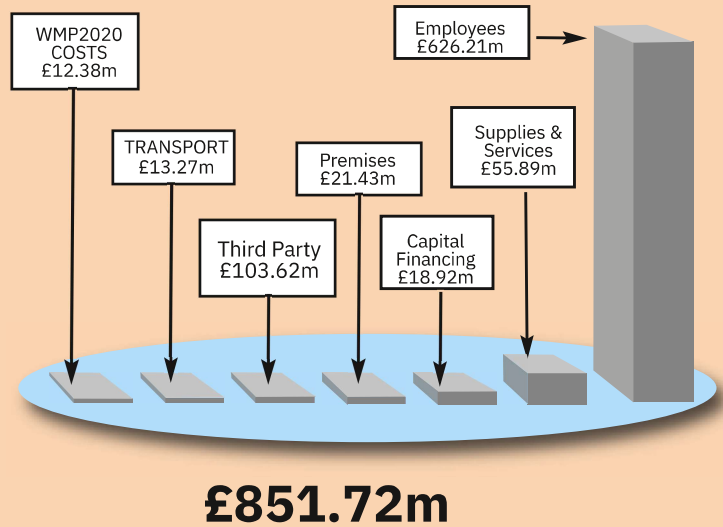 WMP2020
COSTS
£12.38m
Employees
£626.21m
TRANSPORT
£13.27m
Premises
£21.43m
Supplies &
Services
£55.89m
Third Party
£103.62m
Capital
Financing
£18.92m
£851.72m